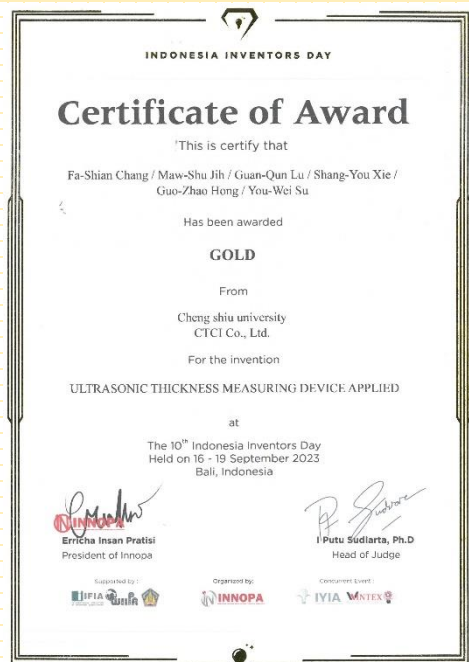 INDONESIA INVENTORS DAY
Certificate of Award
This is certify that
Fa-Shian Chang / Maw-Shu Jih / Guan-Qun Lu / Shang-You Xie /
Guo-Zhao Hong / You-Wei Su
Has been awarded
GOLD
From
Cheng shiu university
CTCI Co., Ltd.
For the invention
ULTRASONIC THICKNESS MEASURING DEVICE APPLIED
at
The 10th Indonesia Inventors Day
Held on 16 - 19 September 2023
Bali, Indonesia
INNOPA
Erricha Insan Pratisi
President of Innopa
I Putu Sudiarta, Ph.D
Head of Judge
Supported by :
IFIA WIIPA
Organized by:
INNOPA
Concurrent Event :
IYIA WINTEX